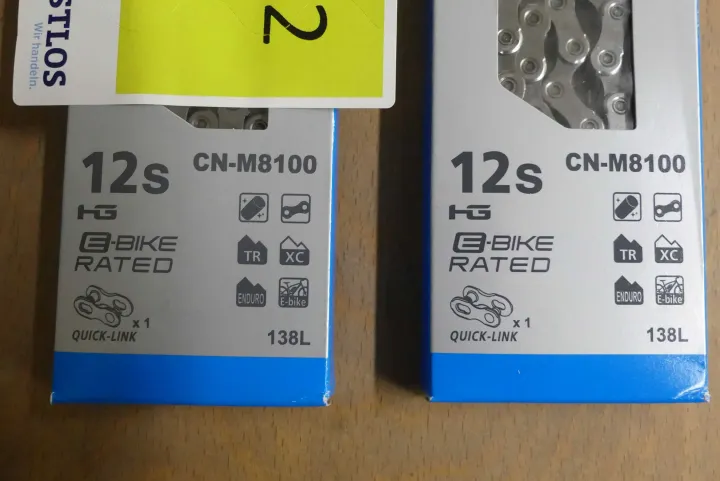 STLOS
Wir handeln.
2
12s
CN-M8100
HG
E-BIKE
RATED
TR
XC
ENDURO
E-bike
x 1
QUICK-LINK
138L
12s
CN-M8100
HG
E-BIKE
RATED
TR
XC
ENDURO
E-bike
x 1
QUICK-LINK
138L